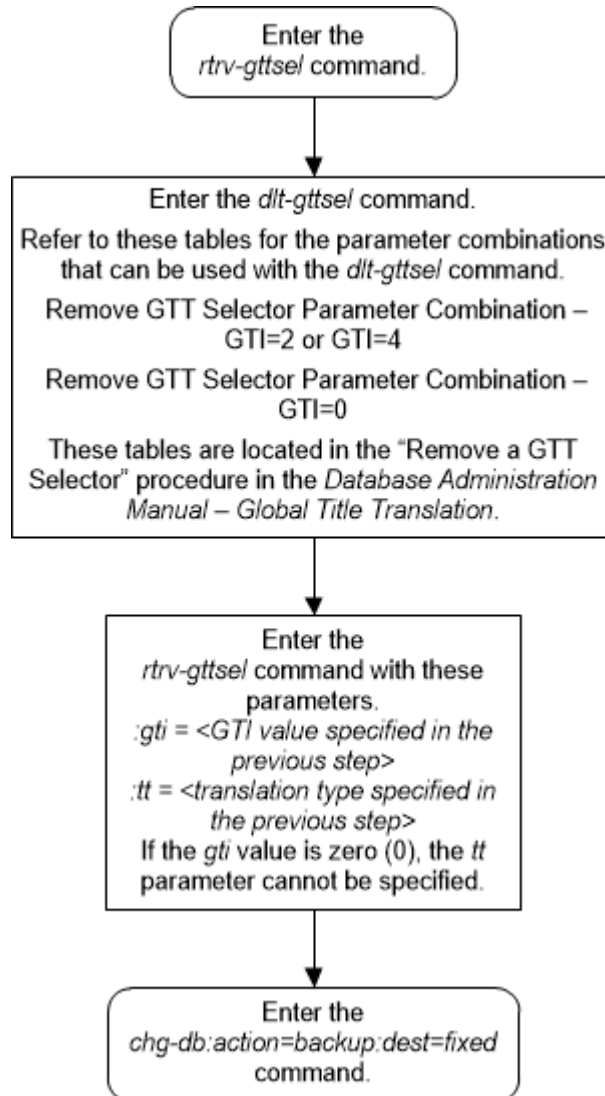 Enter the
rtrv-gttsel command.
Enter the dlt-gttsel command.
Refer to these tables for the parameter combinations
that can be used with the dlt-gttsel command.
Remove GTT Selector Parameter Combination –
GTI=2 or GTI=4
Remove GTT Selector Parameter Combination –
GTI=0
These tables are located in the “Remove a GTT
Selector” procedure in the Database Administration
Manual – Global Title Translation.
Enter the
rtrv-gttsel command with these
parameters.
:gti = <GTI value specified in the
previous step>
:tt = <translation type specified in
the previous step>
If the gti value is zero (0), the tt
parameter cannot be specified.
Enter the
chg-db:action=backup:dest=fixed
command.